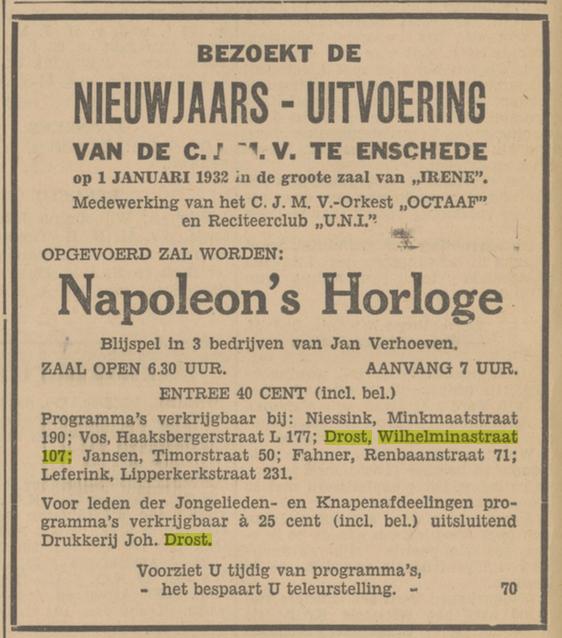 BEZOEKT DE
NIEUWJAARS - UITVOERING
VAN DE C. J M. V. TE ENSCHEDE
op 1 JANUARI 1932 in de groote zaal van „IRENE”.
Medewerking van het C. J. M. V.-Orkest „OCTAAF”
en Reciteerclub „U.N.I.”
OPGEVOERD ZAL WORDEN:
Napoleon's Horloge
Blijspel in 3 bedrijven van Jan Verhoeven.
ZAAL OPEN 6.30 UUR. AANVANG 7 UUR.
ENTREE 40 CENT (incl. bel.)
Programma's verkrijgbaar bij: Niessink, Minkmaatstraat
190; Vos, Haaksbergerstraat L 177; Drost, Wilhelminastraat
107; Jansen, Timorstraat 50; Fahner, Renbaanstraat 71;
Leferink, Lipperkerkstraat 231.
Voor leden der Jongelieden- en Knapenafdeelingen pro-
gramma's verkrijgbaar à 25 cent (incl. bel.) uitsluitend
Drukkerij Joh. Drost.
Voorziet U tijdig van programma's,
- het bespaart U teleurstelling. - 70